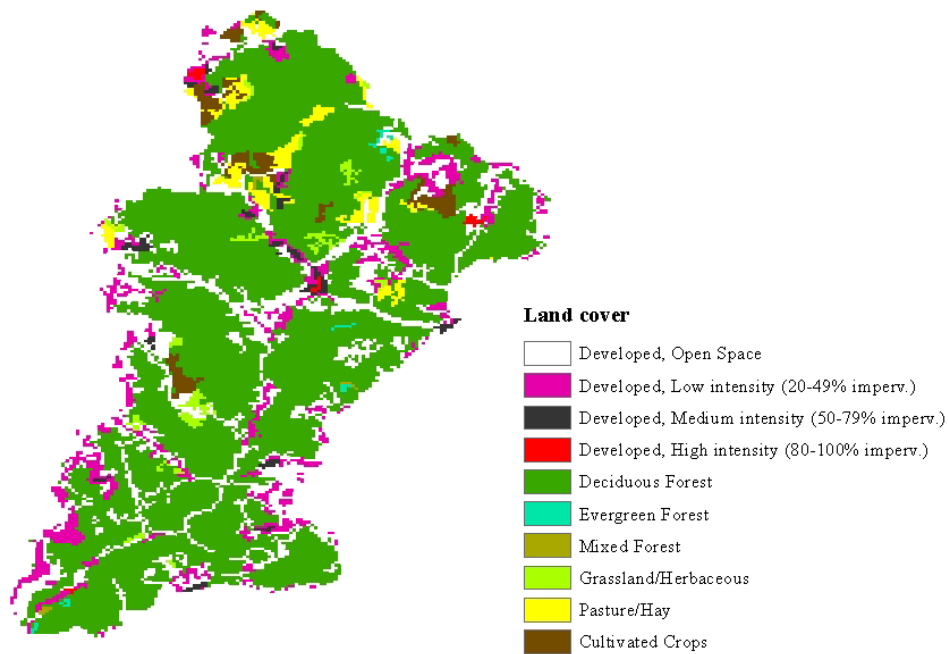 Land cover
Developed, Open Space
Developed, Low intensity (20-49% imperv.)
Developed, Medium intensity (50-79% imperv.)
Developed, High intensity (80-100% imperv.)
Deciduous Forest
Evergreen Forest
Mixed Forest
Grassland/Herbaceous
Pasture/Hay
Cultivated Crops